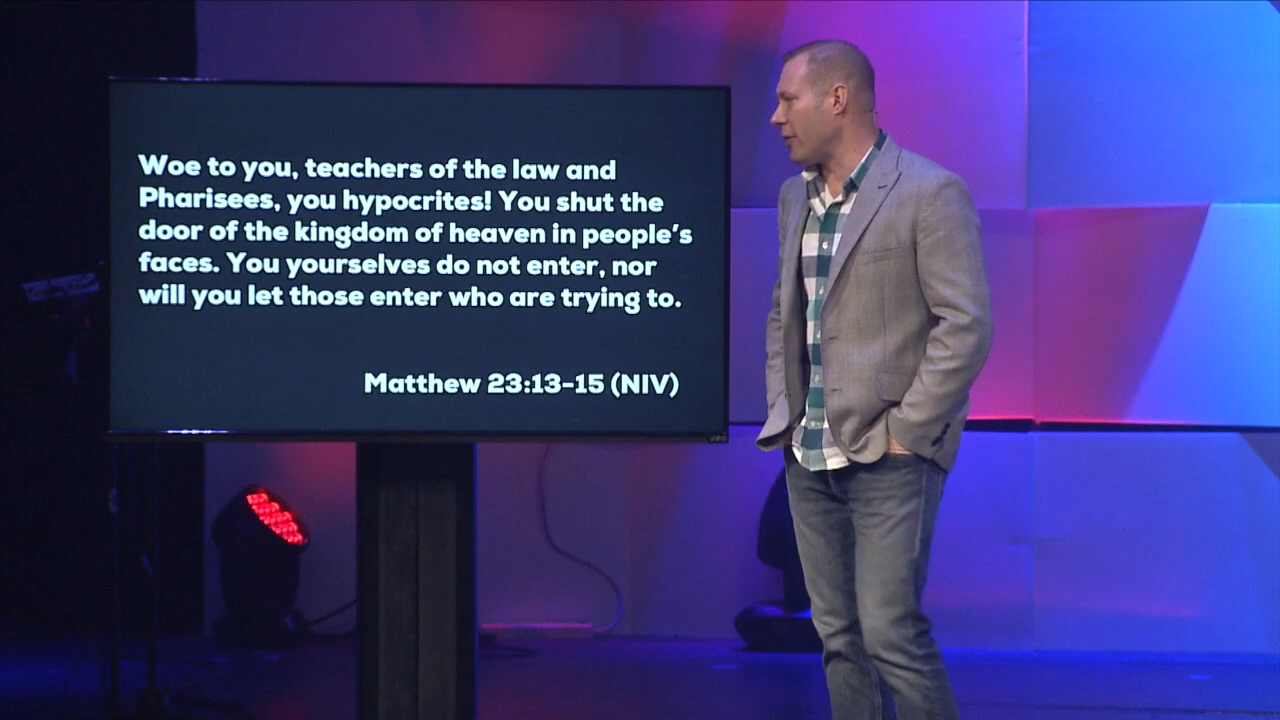 Woe to you, teachers of the law and
Pharisees, you hypocrites! You shut the
door of the kingdom of heaven in people's
faces. You yourselves do not enter, nor
will you let those enter who are trying to.
Matthew 23:13-15 (NIV)